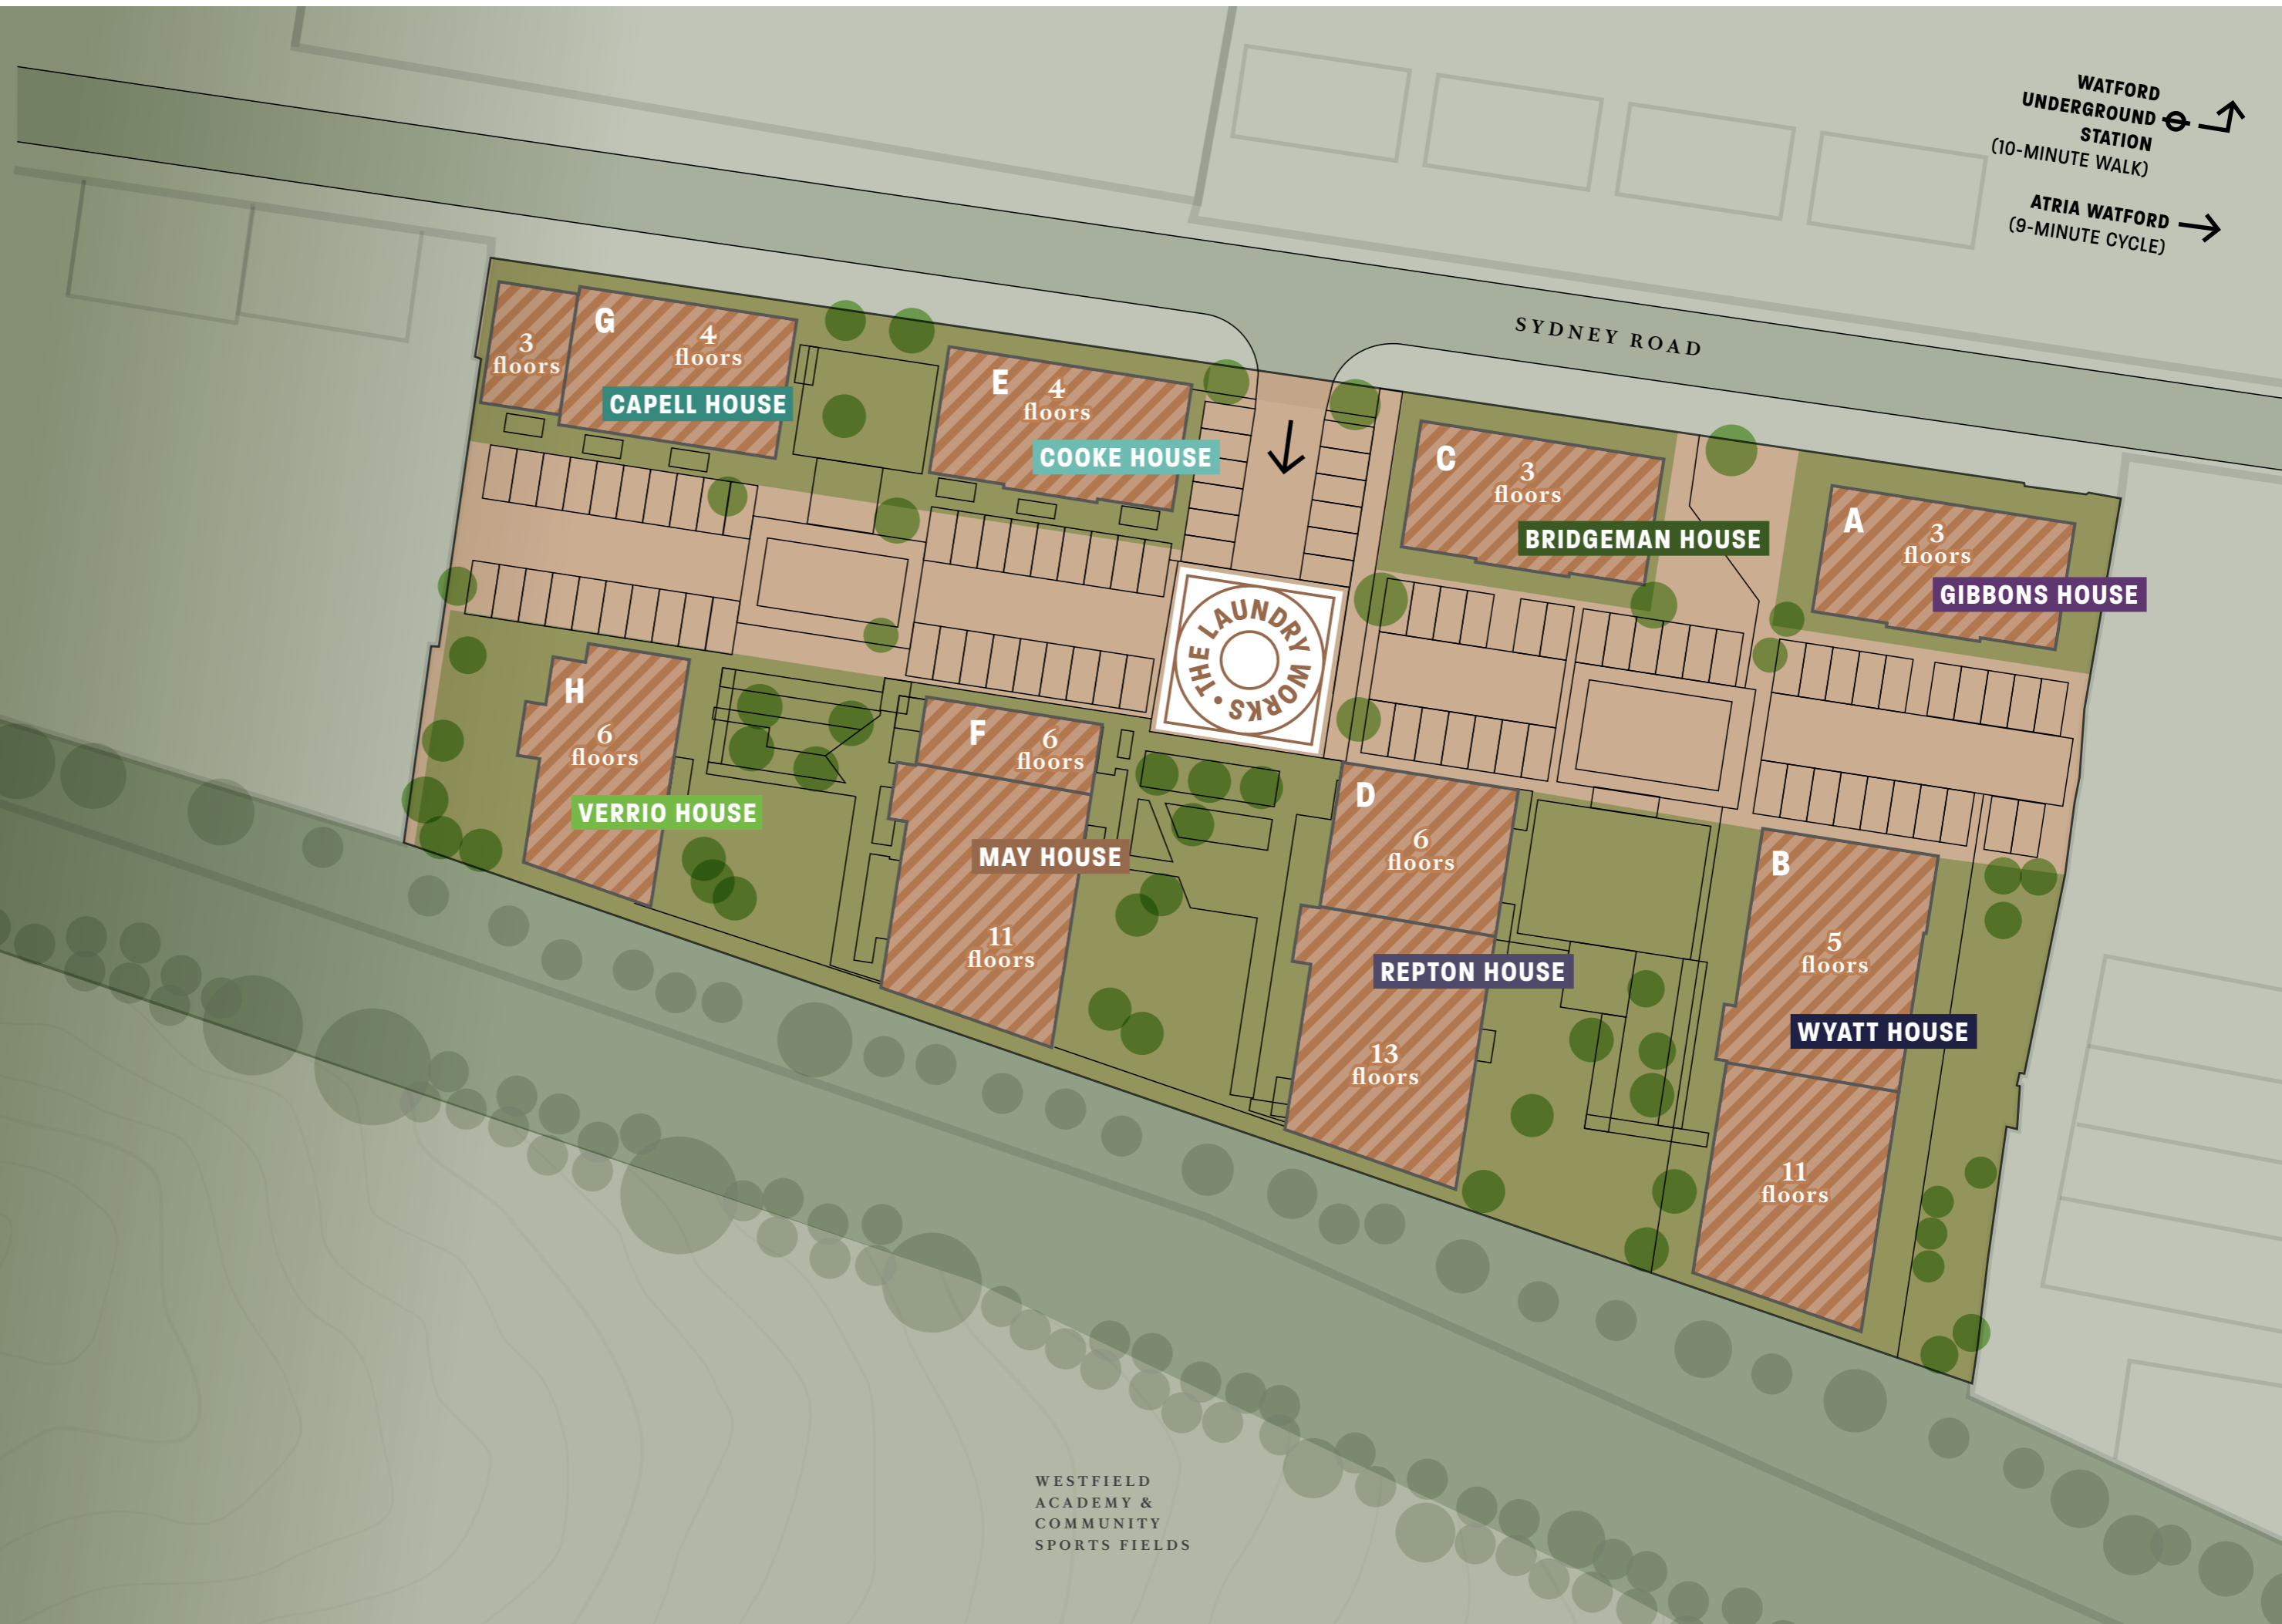 WATFORD
UNDERGROUND
STATION
(10-MINUTE WALK)
ATRIA WATFORD
(9-MINUTE CYCLE)
SYDNEY ROAD
3
floors
G
4
floors
CAPELL HOUSE
E
4
floors
COOKE HOUSE
C
3
floors
BRIDGEMAN HOUSE
A
3
floors
GIBBONS HOUSE
THE LAUNDRY WORKS •
H
6
floors
VERRIO HOUSE
F
6
floors
MAY HOUSE
11
floors
D
6
floors
REPTON HOUSE
13
floors
B
5
floors
WYATT HOUSE
11
floors
WESTFIELD
ACADEMY &
COMMUNITY
SPORTS FIELDS